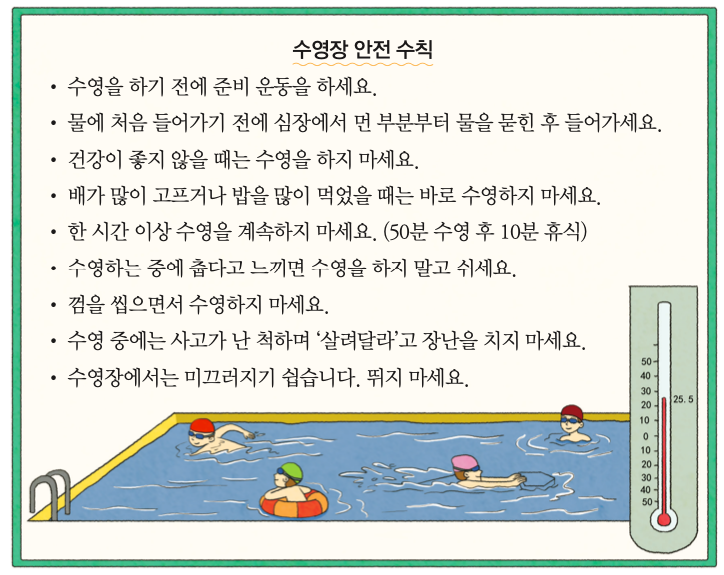 수영장 안전 수칙
• 수영을 하기 전에 준비 운동을 하세요.
• 물에 처음 들어가기 전에 심장에서 먼 부분부터 물을 묻힌 후 들어가세요.
• 건강이 좋지 않을 때는 수영을 하지 마세요.
• 배가 많이 고프거나 밥을 많이 먹었을 때는 바로 수영하지 마세요.
• 한 시간 이상 수영을 계속하지 마세요. (50분 수영 후 10분 휴식)
• 수영하는 중에 춥다고 느끼면 수영을 하지 말고 쉬세요.
• 껌을 씹으면서 수영하지 마세요.
• 수영 중에는 사고가 난 척하며 ‘살려달라’고 장난을 치지 마세요.
• 수영장에서는 미끄러지기 쉽습니다. 뛰지 마세요.
50
40
30
20 25.5
10
0
10
20
30
40
50